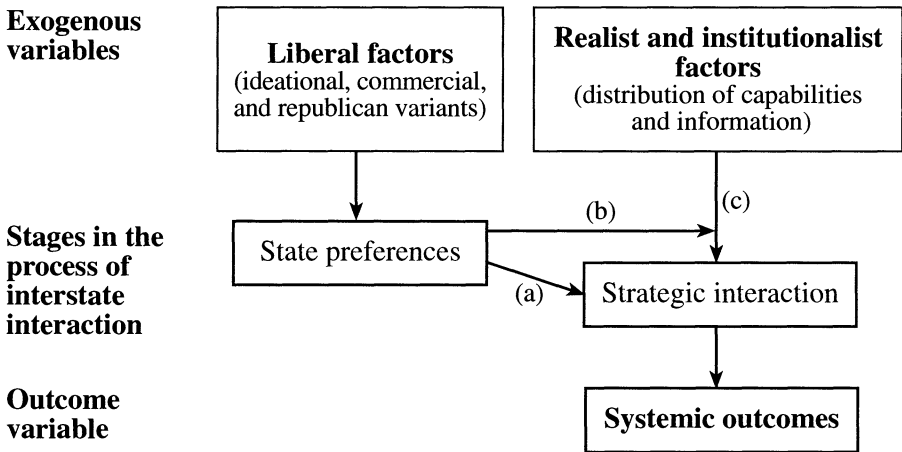 Exogenous
variables
Liberal factors
(ideational, commercial,
and republican variants)
Realist and institutionalist
factors
(distribution of capabilities
and information)
(b)
(c)
Stages in the
process of
interstate
interaction
State preferences
(a)
Strategic interaction
Outcome
variable
Systemic outcomes